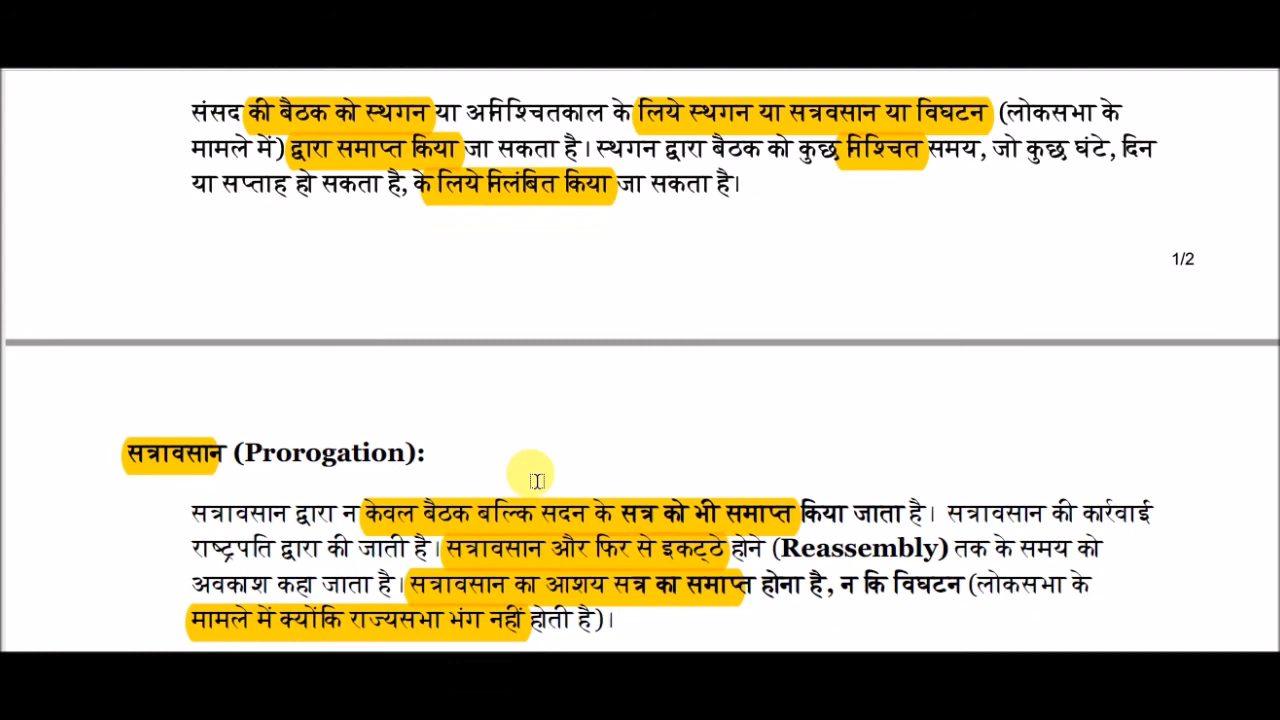 संसद की बैठक को स्थगन या अनिश्चितकाल के लिये स्थगन या सत्रावसान या विघटन (लोकसभा के
मामले में) द्वारा समाप्त किया जा सकता है। स्थगन द्वारा बैठक को कुछ निश्चित समय, जो कुछ घंटे, दिन
या सप्ताह हो सकता है, के लिये निलंबित किया जा सकता है।
1/2
सत्रावसान (Prorogation):
सत्रावसान द्वारा न केवल बैठक बल्कि सदन के सत्र को भी समाप्त किया जाता है। सत्रावसान की कार्रवाई
राष्ट्रपति द्वारा की जाती है। सत्रावसान और फिर से इकट्ठे होने (Reassembly) तक के समय को
अवकाश कहा जाता है। सत्रावसान का आशय सत्र का समाप्त होना है, न कि विघटन (लोकसभा के
मामले में क्योंकि राज्यसभा भंग नहीं होती है)।